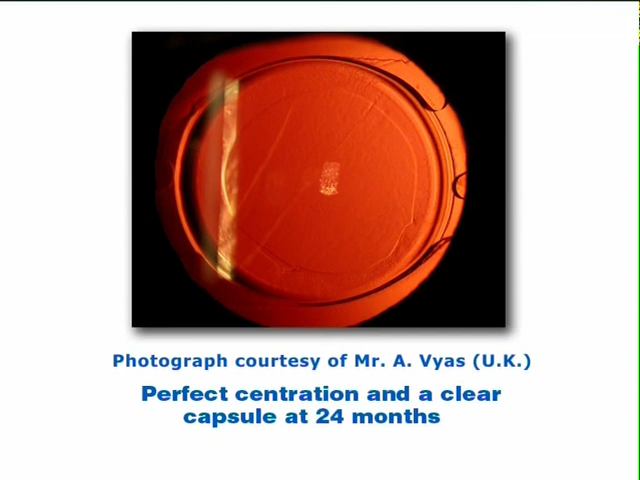 Photograph courtesy of Mr. A. Vyas (U.K.)
Perfect centration and a clear
capsule at 24 months